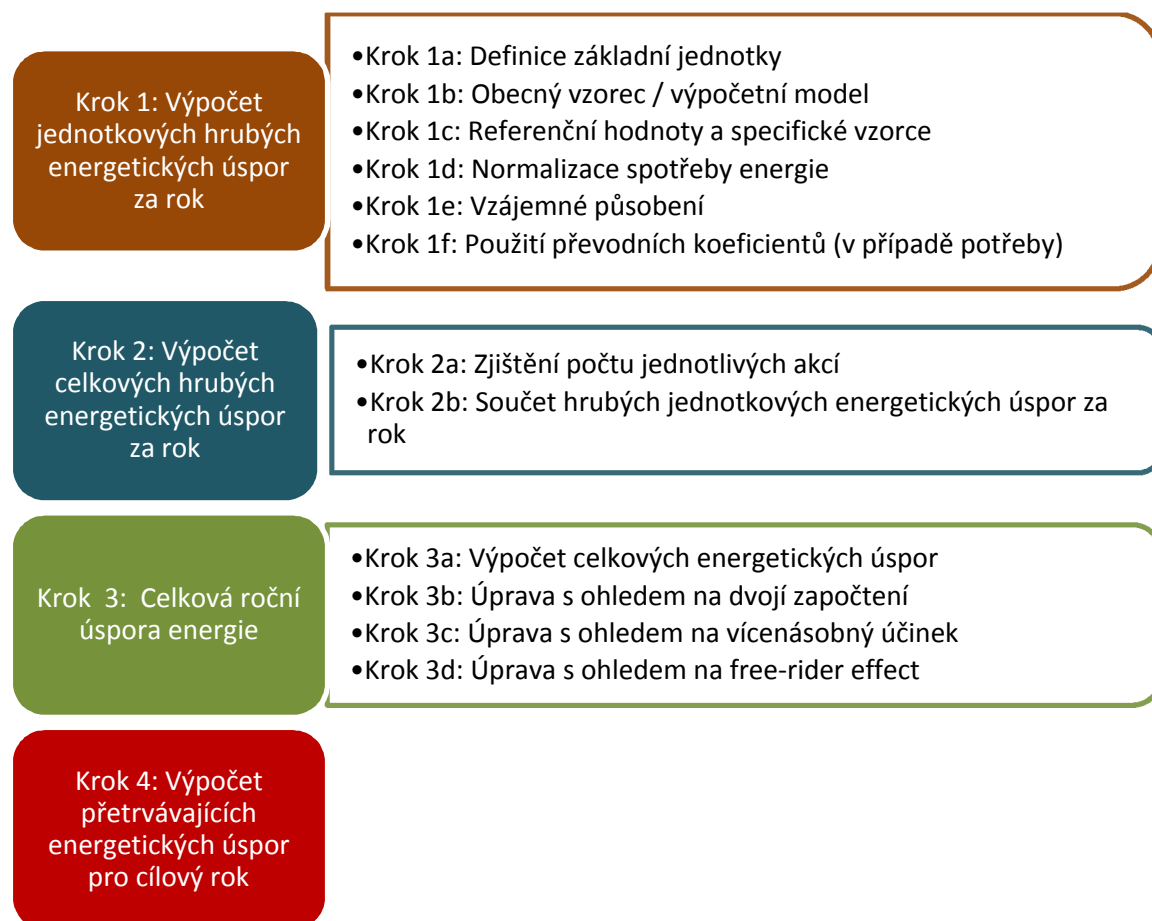 Krok 1: Výpočet
jednotkových hrubých
energetických úspor
za rok
•Krok 1a: Definice základní jednotky
•Krok 1b: Obecný vzorec / výpočetní model
•Krok 1c: Referenční hodnoty a specifické vzorce
•Krok 1d: Normalizace spotřeby energie
•Krok 1e: Vzájemné působení
•Krok 1f: Použití převodních koeficientů (v případě potřeby)
Krok 2: Výpočet
celkových hrubých
energetických úspor
za rok
•Krok 2a: Zjištění počtu jednotlivých akcí
•Krok 2b: Součet hrubých jednotkových energetických úspor za
rok
Krok 3: Celková roční
úspora energie
•Krok 3a: Výpočet celkových energetických úspor
•Krok 3b: Úprava s ohledem na dvojí započtení
•Krok 3c: Úprava s ohledem na vícenásobný účinek
•Krok 3d: Úprava s ohledem na free-rider effect
Krok 4: Výpočet
přetrvávajících
energetických úspor
pro cílový rok